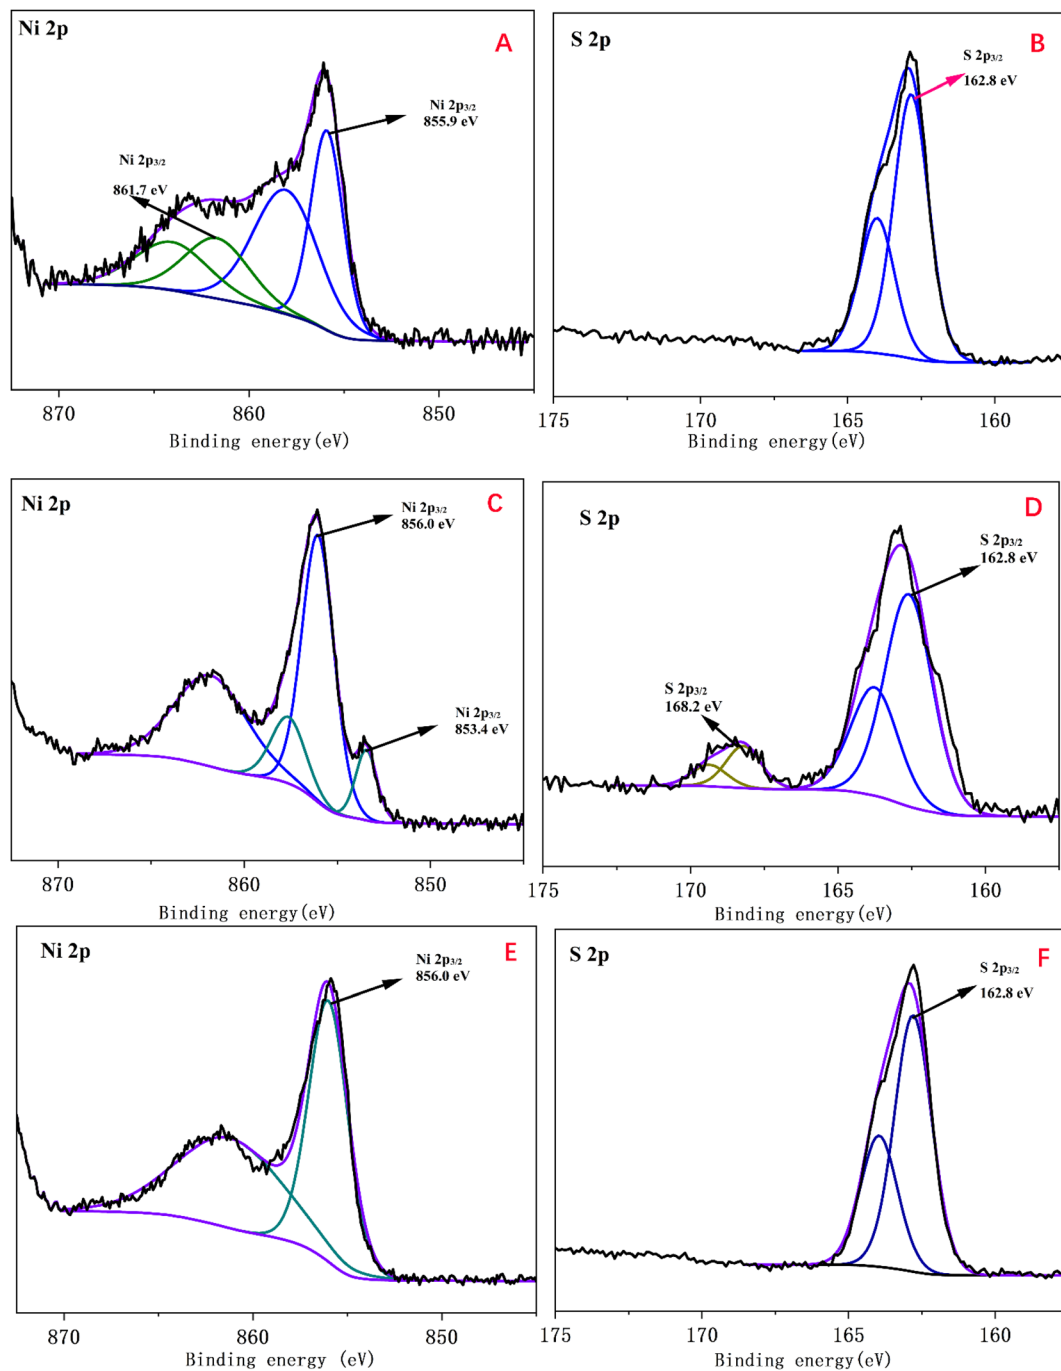 Ni 2p
A
Ni 2p3/2
855.9 eV
Ni 2p3/2
861.7 eV
870
860
850
Binding energy(eV)
S 2p
B
S 2p3/2
162.8 eV
175
170
165
160
Binding energy(eV)
Ni 2p
C
Ni 2p3/2
856.0 eV
Ni 2p3/2
853.4 eV
870
860
850
Binding energy(eV)
S 2p
D
S 2p3/2
162.8 eV
S 2p3/2
168.2 eV
175
170
165
160
Binding energy(eV)
Ni 2p
E
Ni 2p3/2
856.0 eV
870
860
850
Binding energy (eV)
S 2p
F
S 2p3/2
162.8 eV
175
170
165
160
Binding energy(eV)